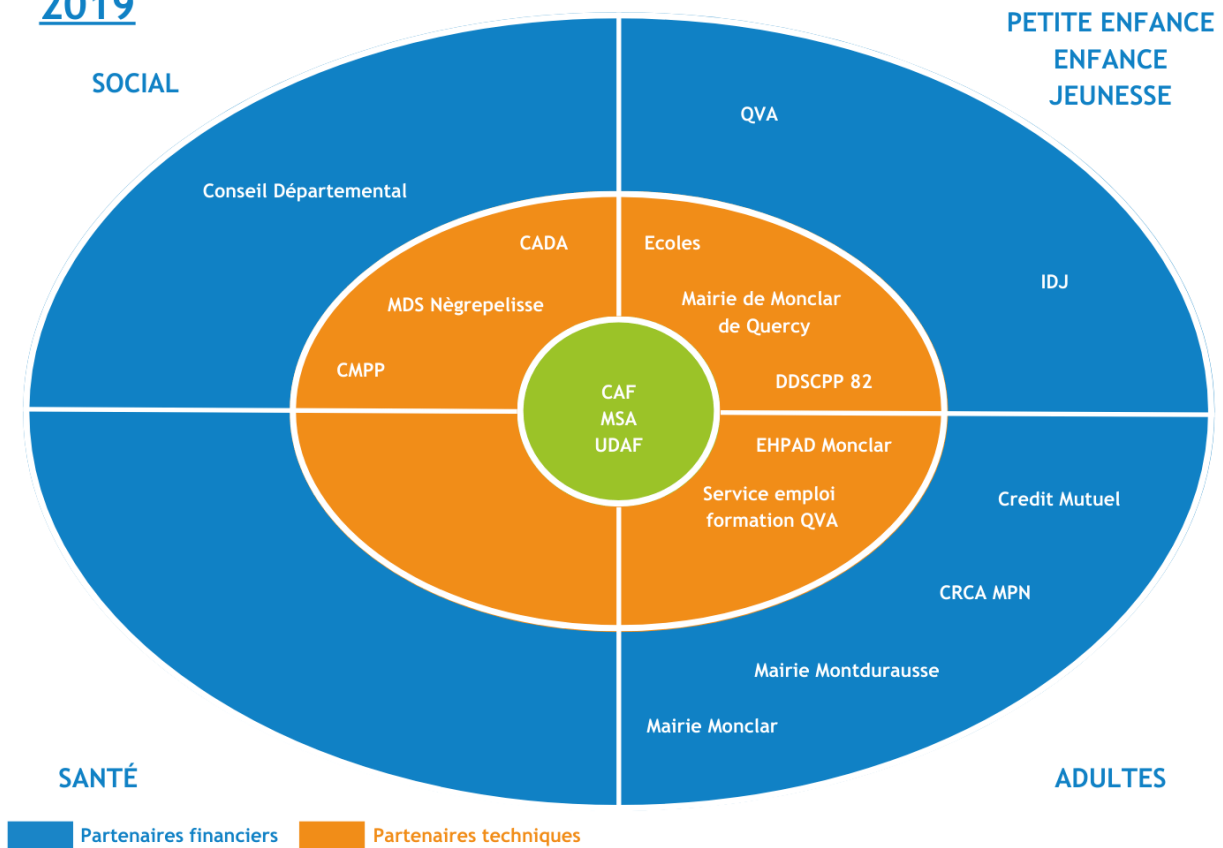 2019
SOCIAL
PETITE ENFANCE
ENFANCE
JEUNESSE
QVA
Conseil Départemental
IDJ
CADA
Ecoles
MDS Nègrepelisse
Mairie de Monclar
de Quercy
CMPP
DDSCPP 82
CAF
MSA
UDAF
EHPAD Monclar
Service emploi
formation QVA
Credit Mutuel
CRCA MPN
Mairie Montdurausse
Mairie Monclar
SANTÉ
ADULTES
Partenaires financiers
Partenaires techniques